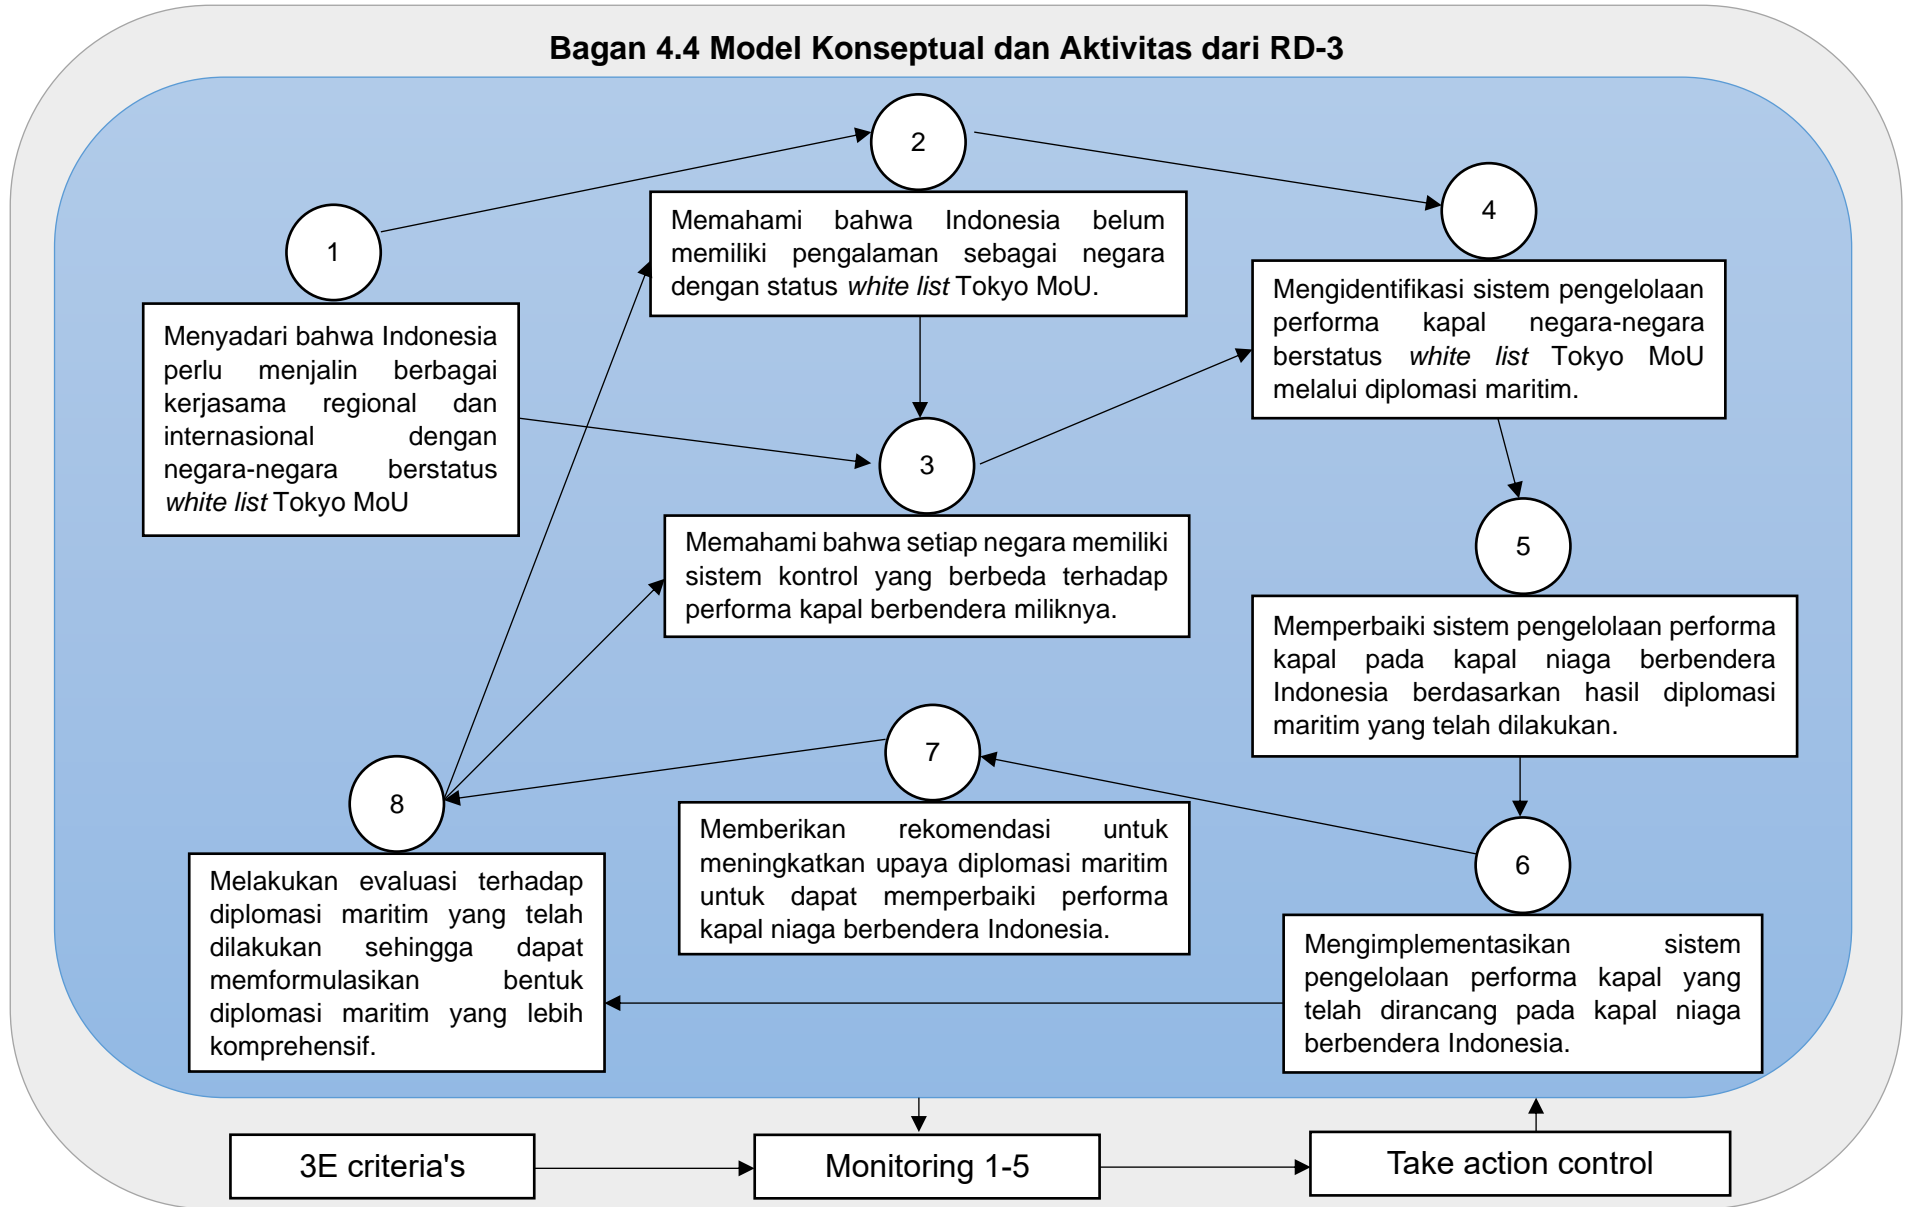 Bagan 4.4 Model Konseptual dan Aktivitas dari RD-3
1
Menyadari bahwa Indonesia
perlu menjalin berbagai
kerjasama regional dan
internasional dengan
negara-negara berstatus
white list Tokyo MoU
2
Memahami bahwa Indonesia belum
memiliki pengalaman sebagai negara
dengan status white list Tokyo MoU.
3
Memahami bahwa setiap negara memiliki
sistem kontrol yang berbeda terhadap
performa kapal berbendera miliknya.
4
Mengidentifikasi sistem pengelolaan
performa kapal negara-negara
berstatus white list Tokyo MoU
melalui diplomasi maritim.
5
Memperbaiki sistem pengelolaan performa
kapal pada kapal niaga berbendera
Indonesia berdasarkan hasil diplomasi
maritim yang telah dilakukan.
6
Mengimplementasikan sistem
pengelolaan performa kapal yang
telah dirancang pada kapal niaga
berbendera Indonesia.
7
Memberikan rekomendasi untuk
meningkatkan upaya diplomasi maritim
untuk dapat memperbaiki performa
kapal niaga berbendera Indonesia.
8
Melakukan evaluasi terhadap
diplomasi maritim yang telah
dilakukan sehingga dapat
memformulasikan bentuk
diplomasi maritim yang lebih
komprehensif.
3E criteria's
Monitoring 1-5
Take action control